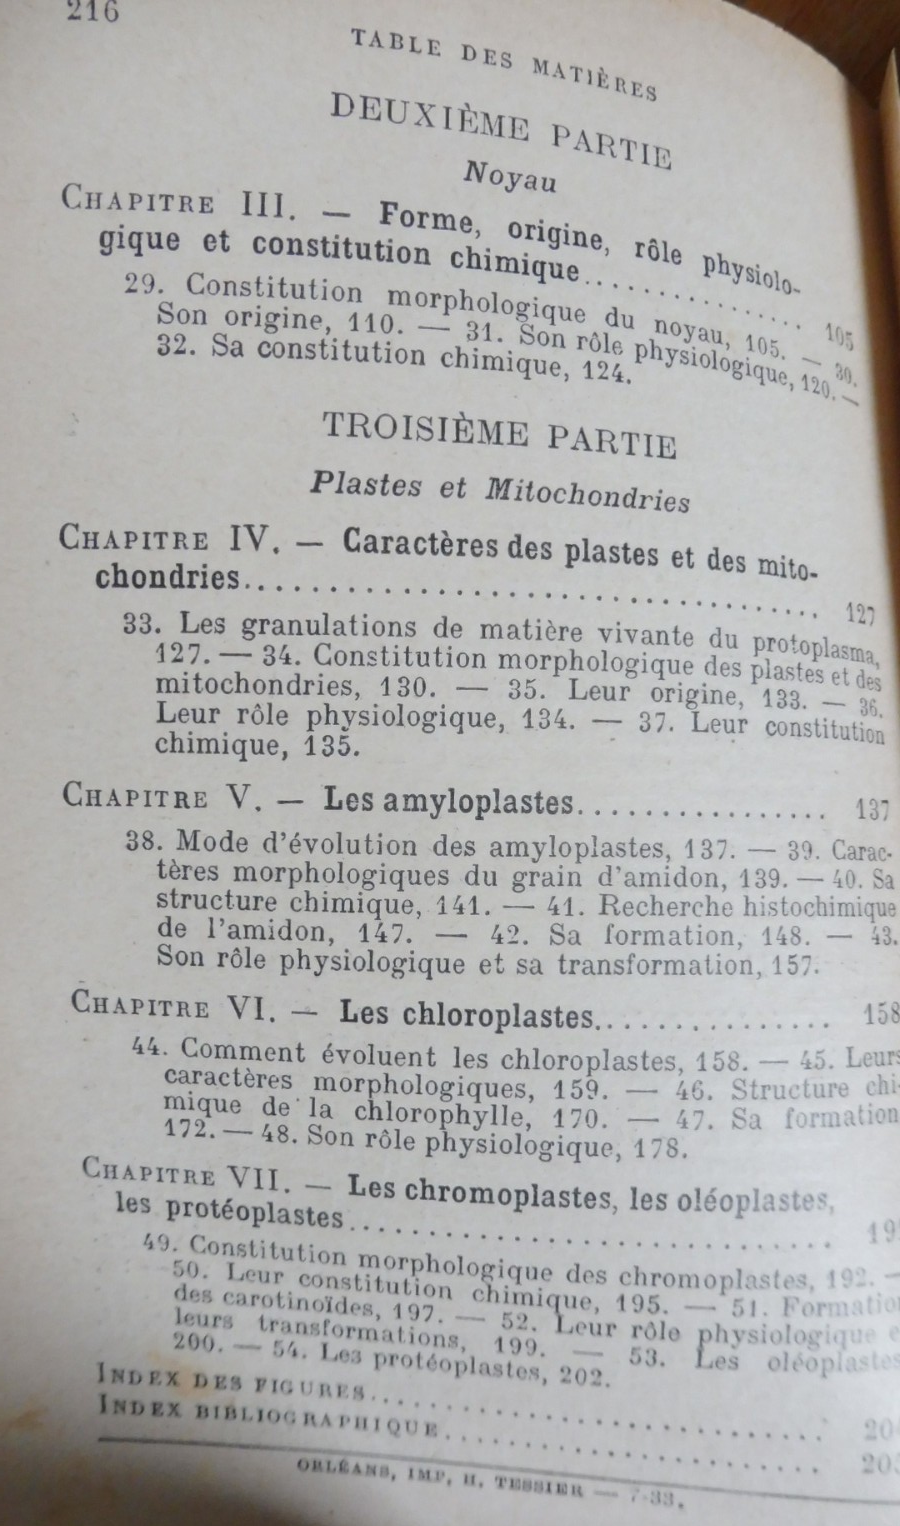 216
TABLE DES MATIÈRES
DEUXIÈME PARTIE
Noyau
CHAPITRE III. — Forme, origine, rôle physiolo-
gique et constitution chimique.............. 105
29. Constitution morphologique du noyau, 105. — 30.
Son origine, 110. — 31. Son rôle physiologique, 120. —
32. Sa constitution chimique, 124.
TROISIÈME PARTIE
Plastes et Mitochondries
CHAPITRE IV. — Caractères des plastes et des mito-
chondries.................................. 127
33. Les granulations de matière vivante du protoplasma,
127. — 34. Constitution morphologique des plastes et des
mitochondries, 130. — 35. Leur origine, 133. — 36.
Leur rôle physiologique, 134. — 37. Leur constitution
chimique, 135.
CHAPITRE V. — Les amyloplastes................ 137
38. Mode d'évolution des amyloplastes, 137. — 39. Carac-
tères morphologiques du grain d'amidon, 139. — 40. Sa
structure chimique, 141. — 41. Recherche histochimique
de l'amidon, 147. — 42. Sa formation, 148. — 43.
Son rôle physiologique et sa transformation, 157.
CHAPITRE VI. — Les chloroplastes............... 158
44. Comment évoluent les chloroplastes, 158. — 45. Leurs
caractères morphologiques, 159. — 46. Structure chi-
mique de la chlorophylle, 170. — 47. Sa formation
172. — 48. Son rôle physiologique, 178.
CHAPITRE VII. — Les chromoplastes, les oléoplastes,
les protéoplastes............................
49. Constitution morphologique des chromoplastes, 192. —
50. Leur constitution chimique, 195. — 51. Formation
des carotinoïdes, 197. — 52. Leur rôle physiologique
leurs transformations, 199. — 53. Les oléoplastes
200. — 54. Les protéoplastes, 202.
INDEX DES FIGURES............................
INDEX BIBLIOGRAPHIQUE........................
ORLÉANS, IMP, H. TESSIER — 7-33.